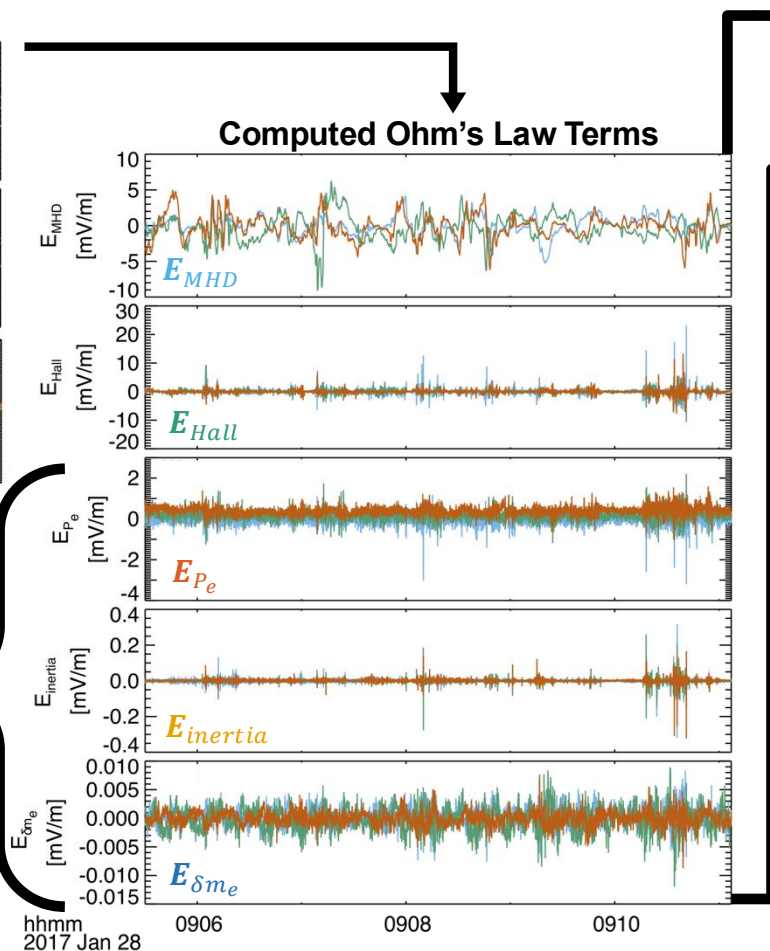 Computed Ohm's Law Terms
10
5
0
-5
-10
E_MHD
[mV/m]
E_MHD
30
20
10
0
-10
-20
E_Hall
[mV/m]
E_Hall
2
0
-2
-4
E_Pe
[mV/m]
E_Pe
0.4
0.2
0.0
-0.2
-0.4
E_inertia
[mV/m]
E_inertia
0.010
0.005
0.000
-0.005
-0.010
-0.015
E_δme
[mV/m]
E_δme
hhmm 0906 0908 0910
2017 Jan 28